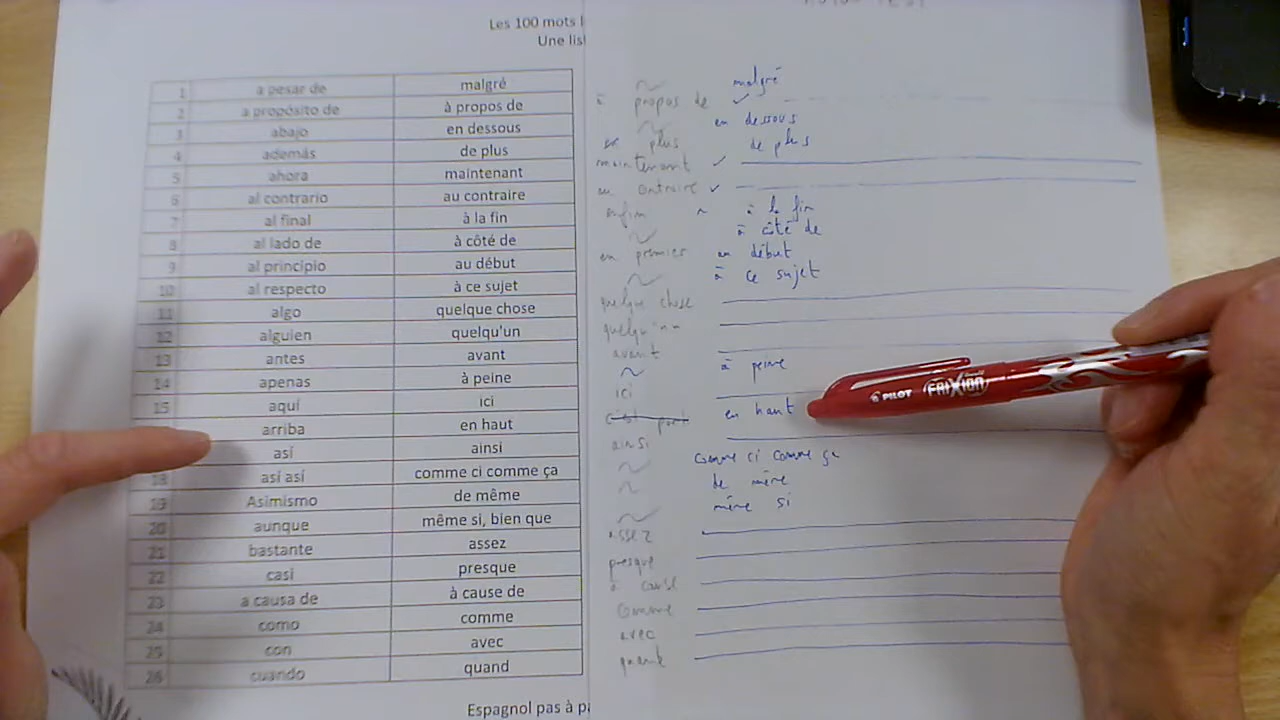 Les 100 mots
Une lis
1 a pesar de malgré
2 a propósito de à propos de
3 abajo en dessous
4 además de plus
5 ahora maintenant
6 al contrario au contraire
7 al final à la fin
8 al lado de à côté de
9 al principio au début
10 al respecto à ce sujet
11 algo quelque chose
12 alguien quelqu'un
13 antes avant
14 apenas à peine
15 aquí ici
arriba en haut
así ainsi
18 así así comme ci comme ça
19 Asimismo de même
20 aunque même si, bien que
21 bastante assez
22 casi presque
23 a causa de à cause de
24 como comme
25 con avec
26 cuando quand
Espagnol pas à p
~ malgré
à propos de ✓
~ en dessous
en plus de plus
maintenant ✓
au contraire ✓
enfin ~ à la fin
~ à côté de
en premier au début
~ à ce sujet
quelque chose
quelqu'un
avant
~ à peine
ici
en haut
ainsi
~ comme ci comme ça
~ de même
~ même si
assez
presque
à cause
comme
avec
PILOT FRIXION